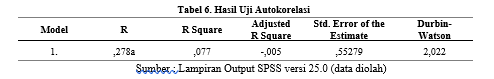 Tabel 6. Hasil Uji Autokorelasi
Model R R Square Adjusted R Square Std. Error of the Estimate Durbin-Watson
1. ,278a ,077 -,005 ,55279 2,022
Sumber : Lampiran Output SPSS versi 25.0 (data diolah)